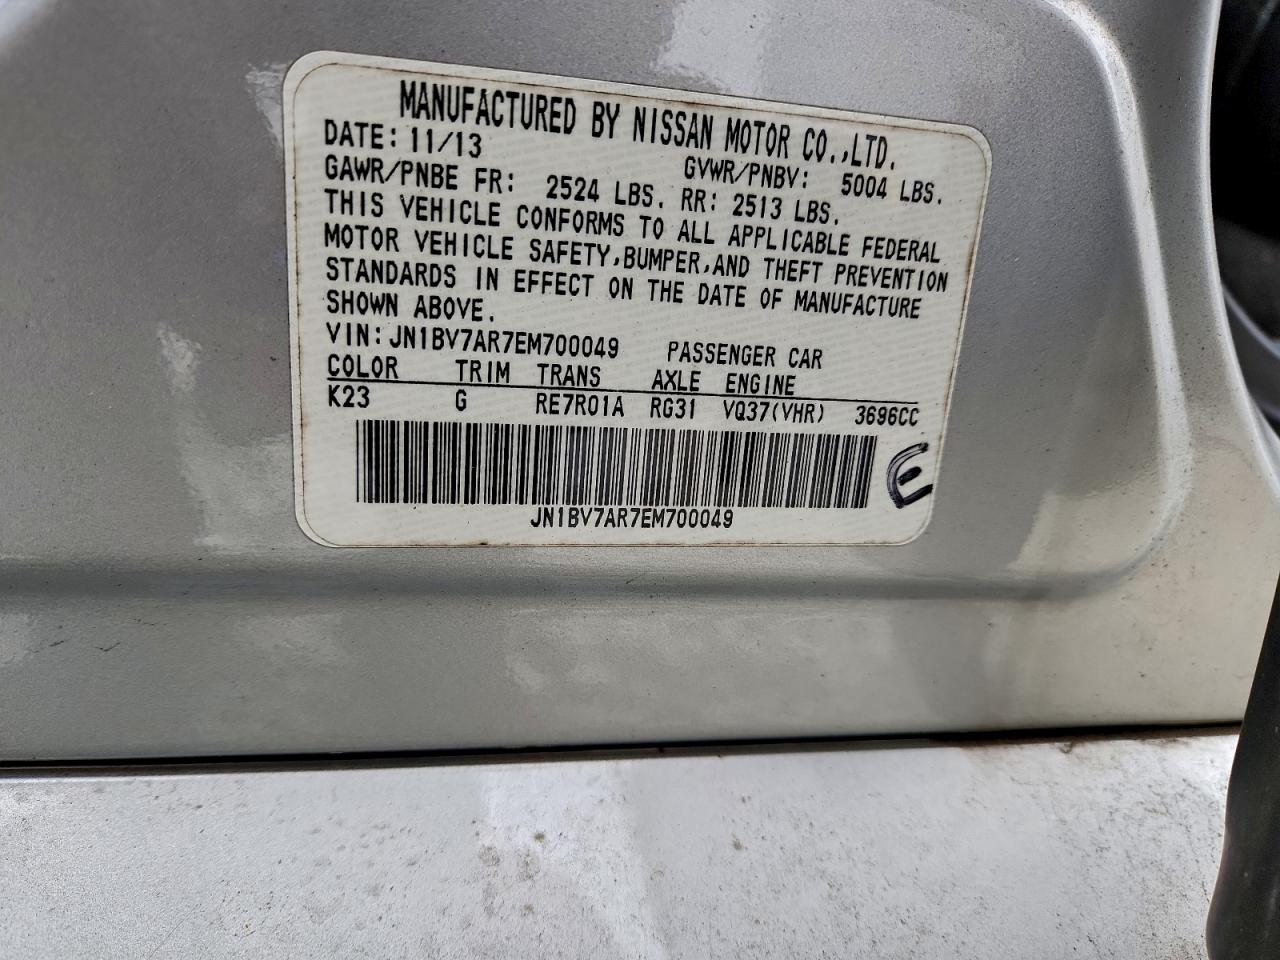 MANUFACTURED BY NISSAN MOTOR CO.,LTD.
DATE: 11/13 GVWR/PNBV: 5004 LBS.
GAWR/PNBE FR: 2524 LBS. RR: 2513 LBS.
THIS VEHICLE CONFORMS TO ALL APPLICABLE FEDERAL
MOTOR VEHICLE SAFETY,BUMPER,AND THEFT PREVENTION
STANDARDS IN EFFECT ON THE DATE OF MANUFACTURE
SHOWN ABOVE.
VIN: JN1BV7AR7EM700049 PASSENGER CAR
COLOR TRIM TRANS AXLE ENGINE
K23 G RE7R01A RG31 VQ37(VHR) 3696CC
E
JN1BV7AR7EM700049